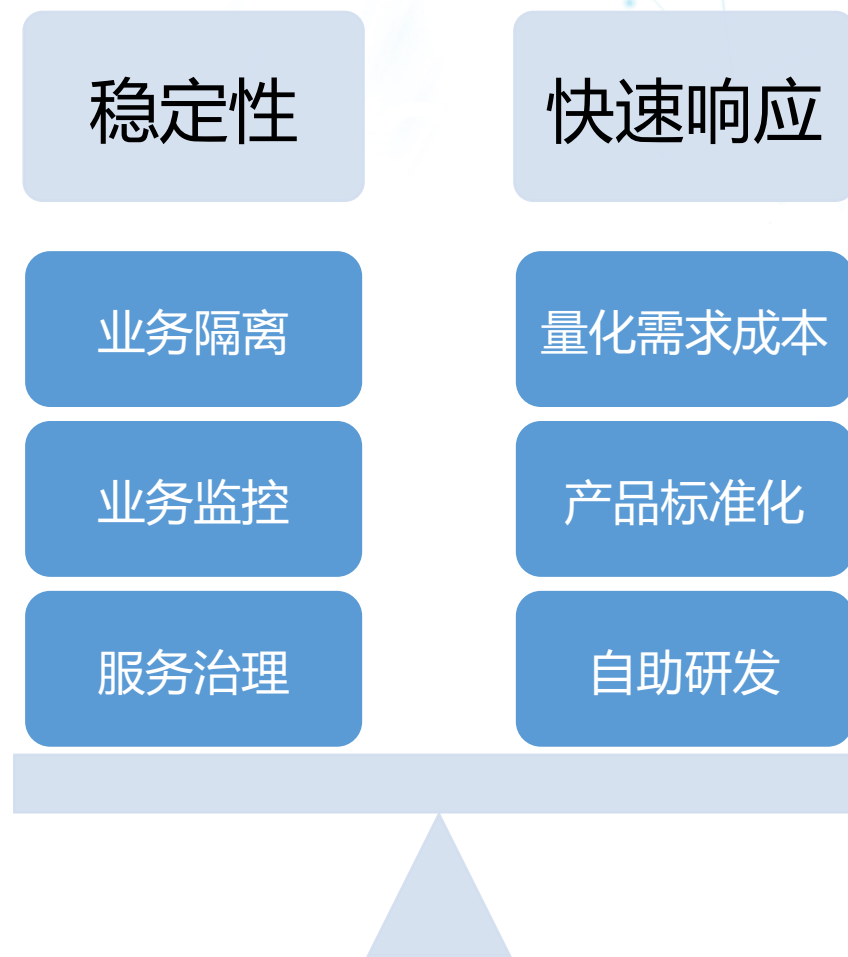 稳定性
快速响应
业务隔离
量化需求成本
业务监控
产品标准化
服务治理
自助研发